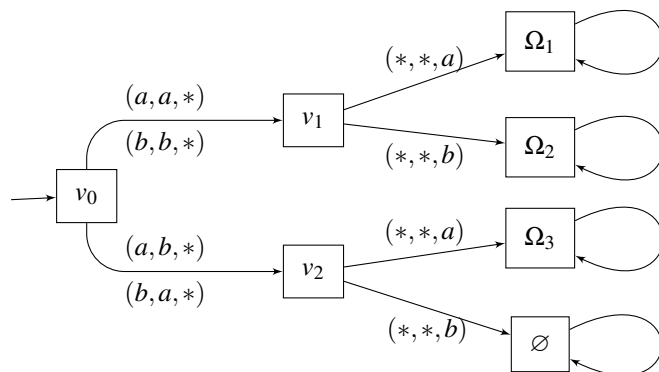 (∗,∗,a)
Ω₁
(a,a,∗)
v₁
(b,b,∗)
(∗,∗,b)
Ω₂
v₀
(∗,∗,a)
Ω₃
(a,b,∗)
v₂
(b,a,∗)
(∗,∗,b)
∅